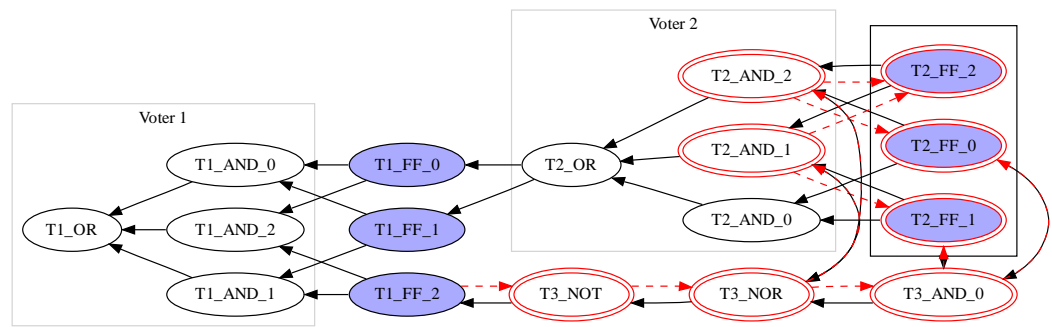 Voter 2
T2_AND_2
T2_FF_2
Voter 1
T1_AND_0
T1_FF_0
T2_OR
T2_AND_1
T2_FF_0
T1_OR
T1_AND_2
T1_FF_1
T2_AND_0
T2_FF_1
T1_AND_1
T1_FF_2
T3_NOT
T3_NOR
T3_AND_0